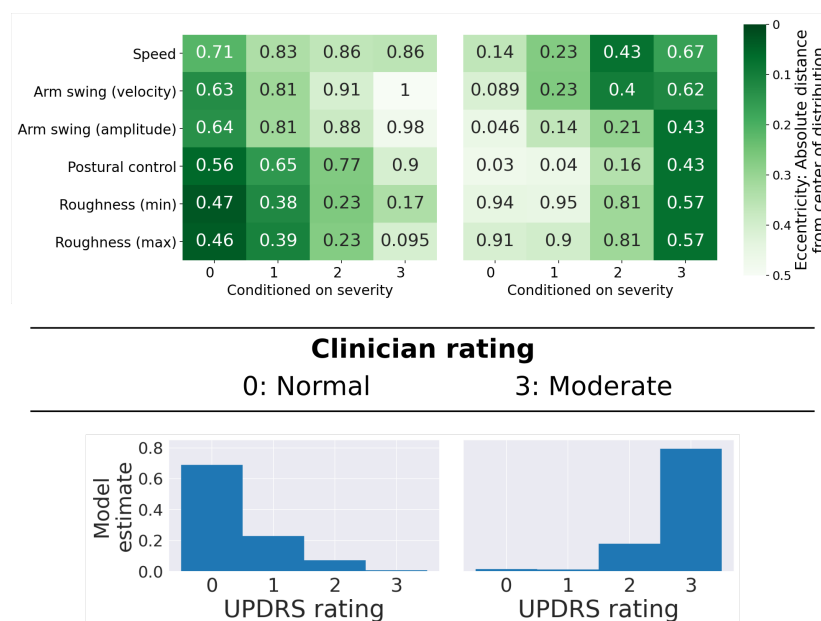 Speed 0.71 0.83 0.86 0.86 0.14 0.23 0.43 0.67
Arm swing (velocity) 0.63 0.81 0.91 1 0.089 0.23 0.4 0.62
Arm swing (amplitude) 0.64 0.81 0.88 0.98 0.046 0.14 0.21 0.43
Postural control 0.56 0.65 0.77 0.9 0.03 0.04 0.16 0.43
Roughness (min) 0.47 0.38 0.23 0.17 0.94 0.95 0.81 0.57
Roughness (max) 0.46 0.39 0.23 0.095 0.91 0.9 0.81 0.57
0 1 2 3 0 1 2 3
Conditioned on severity Conditioned on severity
0
0.1
0.2
0.3
0.4
0.5
Eccentricity: Absolute distance
from center of distribution
Clinician rating
0: Normal 3: Moderate
Model
estimate
0.8
0.6
0.4
0.2
0.0
0 1 2 3 0 1 2 3
UPDRS rating UPDRS rating